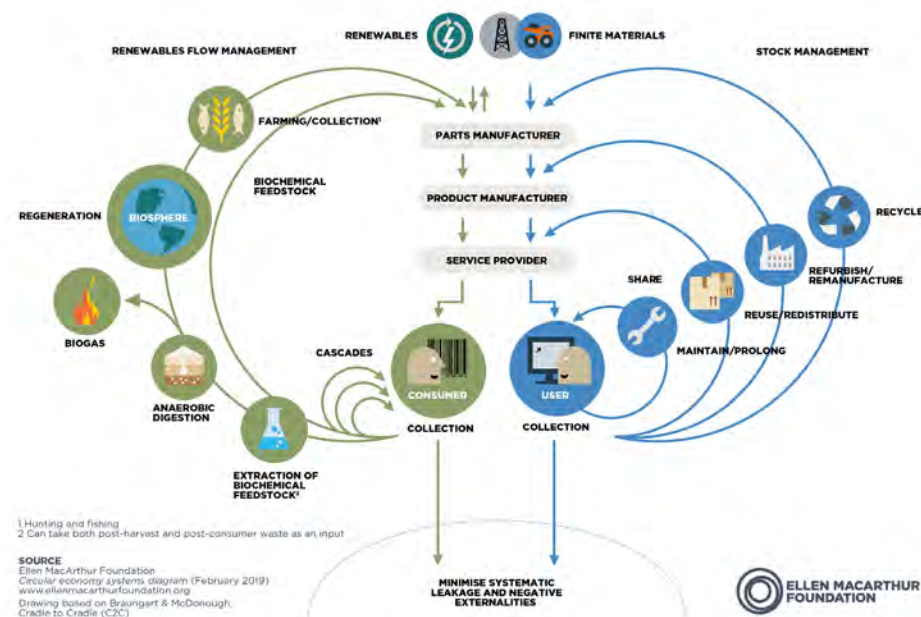 RENEWABLES
FINITE MATERIALS
RENEWABLES FLOW MANAGEMENT
STOCK MANAGEMENT
FARMING/COLLECTION¹
PARTS MANUFACTURER
BIOCHEMICAL
FEEDSTOCK
PRODUCT MANUFACTURER
REGENERATION
BIOSPHERE
RECYCLE
SERVICE PROVIDER
SHARE
REFURBISH/
REMANUFACTURE
REUSE/REDISTRIBUTE
BIOGAS
CASCADES
MAINTAIN/PROLONG
CONSUMER
USER
ANAEROBIC
DIGESTION
COLLECTION
COLLECTION
EXTRACTION OF
BIOCHEMICAL
FEEDSTOCK²
1 Hunting and fishing
2 Can take both post-harvest and post-consumer waste as an input
SOURCE
Ellen MacArthur Foundation
Circular economy systems diagram (February 2019)
www.ellenmacarthurfoundation.org
Drawing based on Braungart & McDonough,
Cradle to Cradle (C2C)
MINIMISE SYSTEMATIC
LEAKAGE AND NEGATIVE
EXTERNALITIES
ELLEN MACARTHUR
FOUNDATION